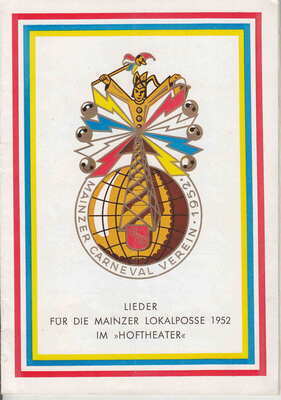 MAINZER CARNEVAL VEREIN · 1952 ·
LIEDER
FÜR DIE MAINZER LOKALPOSSE 1952
IM »HOFTHEATER«